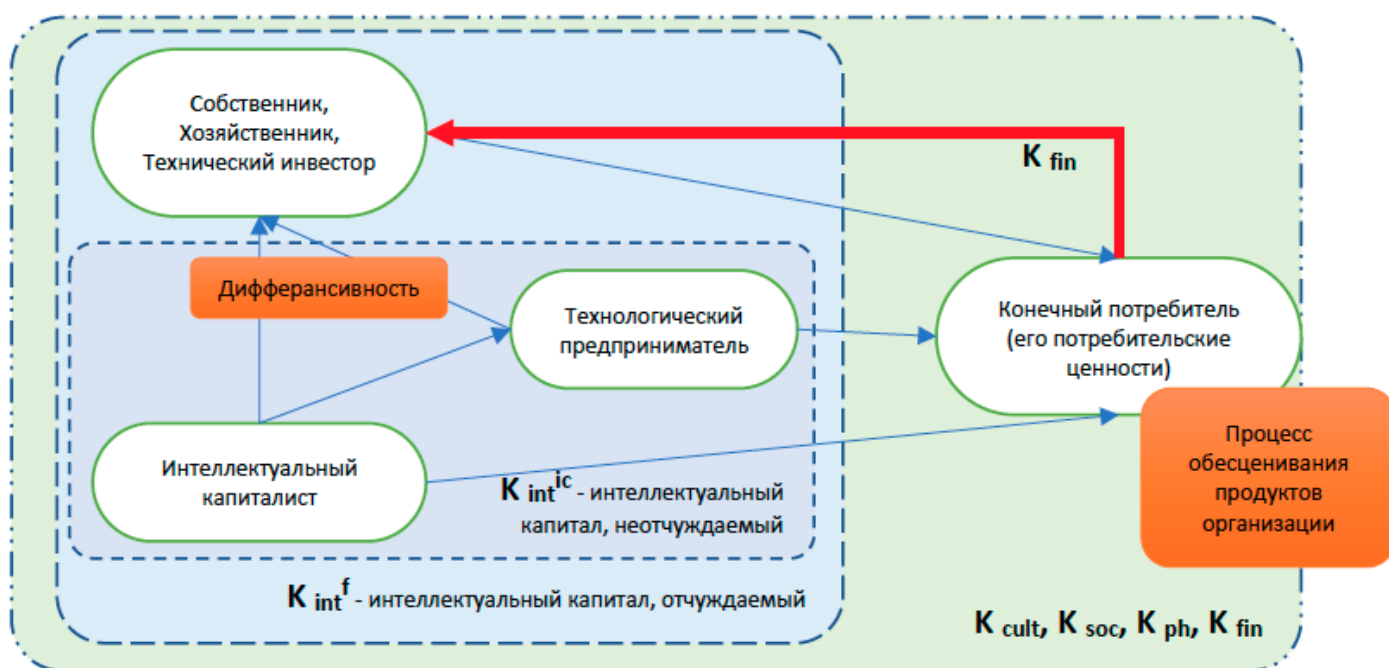 Собственник,
Хозяйственник,
Технический инвестор
K fin
Дифферансивность
Технологический
предприниматель
Конечный потребитель
(его потребительские
ценности)
Интеллектуальный
капиталист
K int ic - интеллектуальный
капитал, неотчуждаемый
Процесс
обесценивания
продуктов
организации
K int f - интеллектуальный капитал, отчуждаемый
K cult, K soc, K ph, K fin